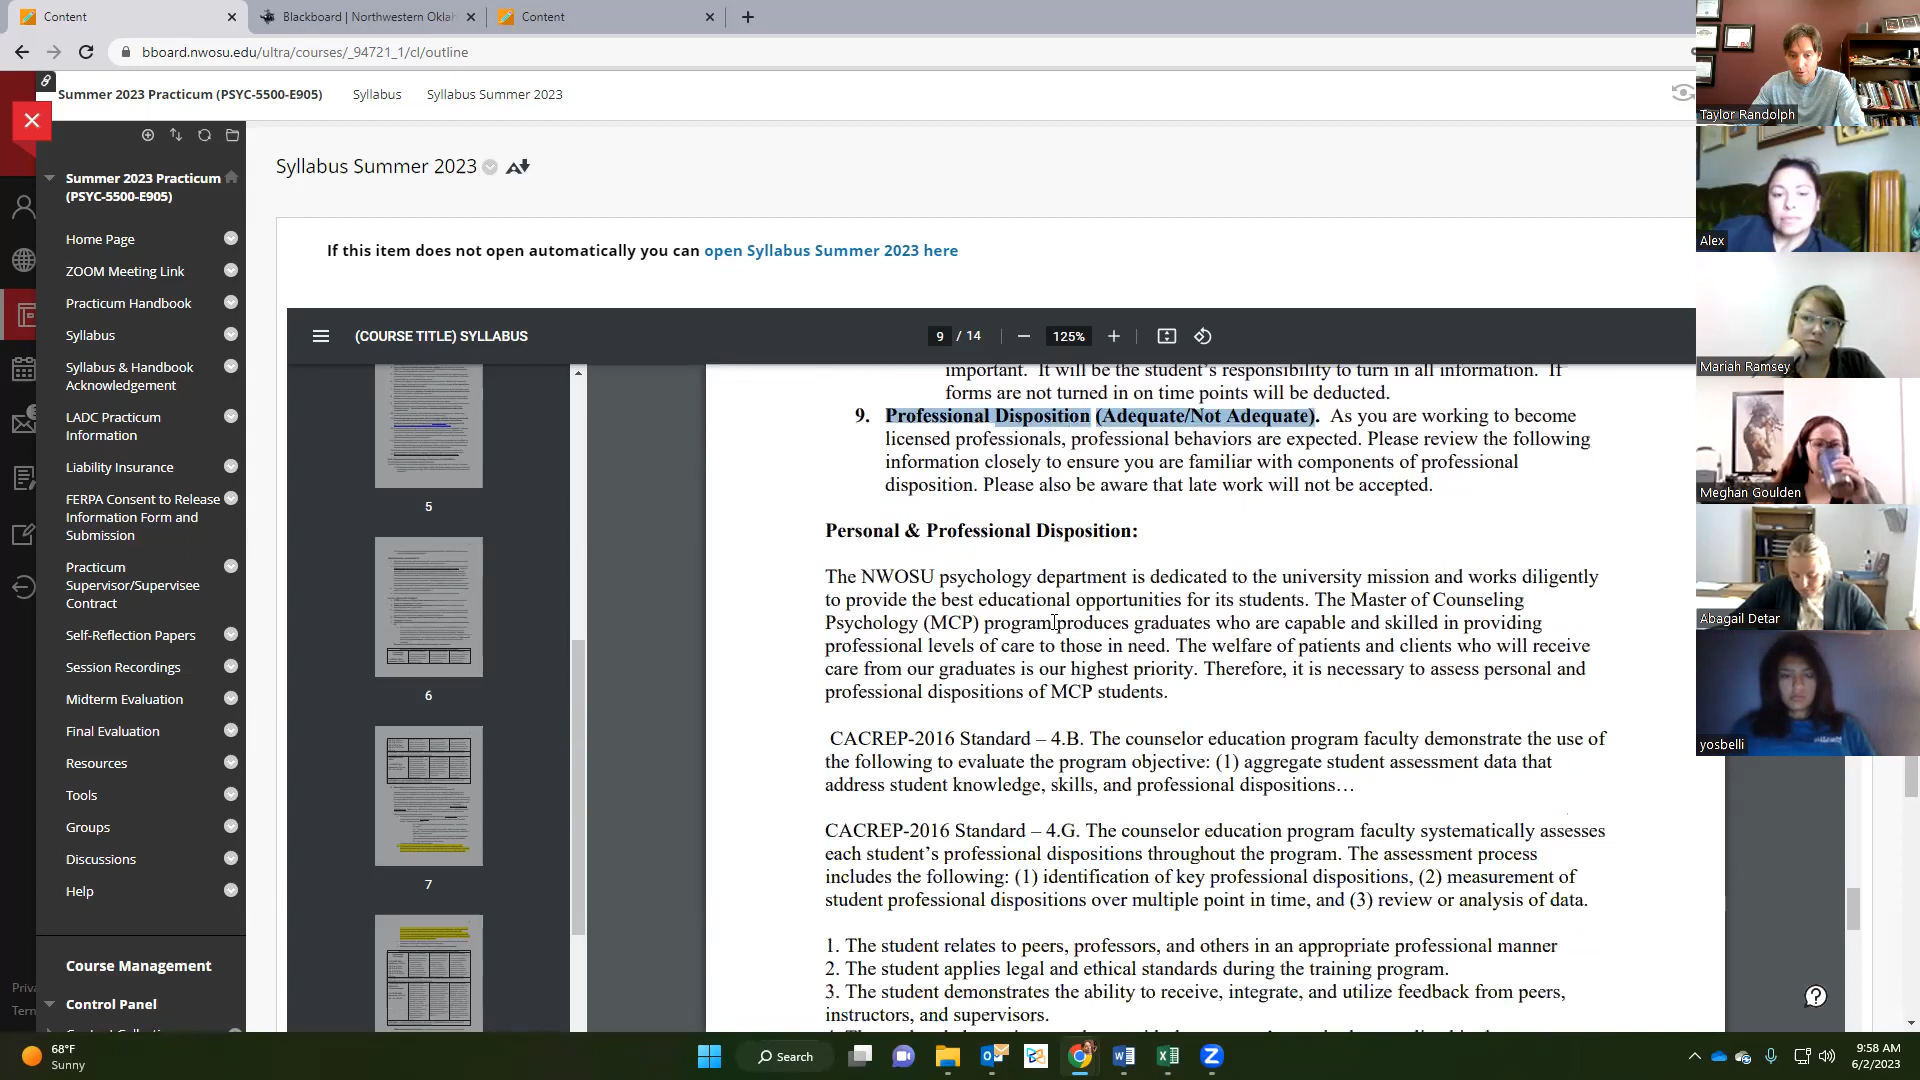 Content
Blackboard | Northwestern Okla
Content
bboard.nwosu.edu/ultra/courses/_94721_1/cl/outline
Summer 2023 Practicum (PSYC-5500-E905)
Syllabus
Syllabus Summer 2023
Summer 2023 Practicum
(PSYC-5500-E905)
Home Page
ZOOM Meeting Link
Practicum Handbook
Syllabus
Syllabus & Handbook
Acknowledgement
LADC Practicum
Information
Liability Insurance
FERPA Consent to Release
Information Form and
Submission
Practicum
Supervisor/Supervisee
Contract
Self-Reflection Papers
Session Recordings
Midterm Evaluation
Final Evaluation
Resources
Tools
Groups
Discussions
Help
Course Management
Control Panel
Priva
Term
Syllabus Summer 2023
If this item does not open automatically you can open Syllabus Summer 2023 here
(COURSE TITLE) SYLLABUS
9 / 14
125%
5
6
7
important. It will be the student's responsibility to turn in all information. If
forms are not turned in on time points will be deducted.
9. Professional Disposition (Adequate/Not Adequate). As you are working to become
licensed professionals, professional behaviors are expected. Please review the following
information closely to ensure you are familiar with components of professional
disposition. Please also be aware that late work will not be accepted.
Personal & Professional Disposition:
The NWOSU psychology department is dedicated to the university mission and works diligently
to provide the best educational opportunities for its students. The Master of Counseling
Psychology (MCP) program produces graduates who are capable and skilled in providing
professional levels of care to those in need. The welfare of patients and clients who will receive
care from our graduates is our highest priority. Therefore, it is necessary to assess personal and
professional dispositions of MCP students.
CACREP-2016 Standard – 4.B. The counselor education program faculty demonstrate the use of
the following to evaluate the program objective: (1) aggregate student assessment data that
address student knowledge, skills, and professional dispositions…
CACREP-2016 Standard – 4.G. The counselor education program faculty systematically assesses
each student's professional dispositions throughout the program. The assessment process
includes the following: (1) identification of key professional dispositions, (2) measurement of
student professional dispositions over multiple point in time, and (3) review or analysis of data.
1. The student relates to peers, professors, and others in an appropriate professional manner
2. The student applies legal and ethical standards during the training program.
3. The student demonstrates the ability to receive, integrate, and utilize feedback from peers,
instructors, and supervisors.
Taylor Randolph
Alex
Mariah Ramsey
Meghan Goulden
Abagail Detar
yosbelli
68°F
Sunny
Search
9:58 AM
6/2/2023